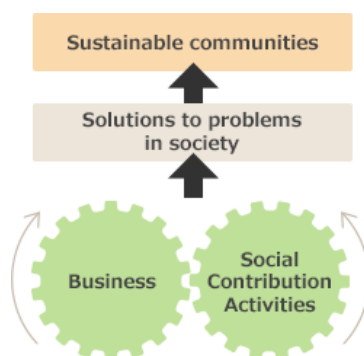 Sustainable communities
Solutions to problems
in society
Business
Social
Contribution
Activities